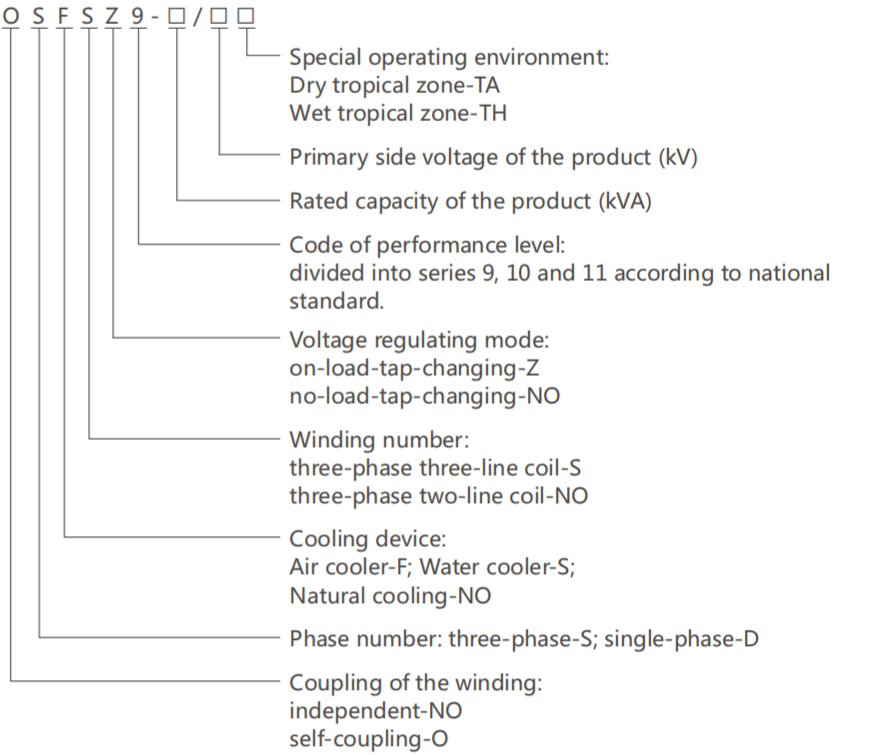 O S F S Z 9 - □ / □ □
Special operating environment:
Dry tropical zone-TA
Wet tropical zone-TH
Primary side voltage of the product (kV)
Rated capacity of the product (kVA)
Code of performance level:
divided into series 9, 10 and 11 according to national
standard.
Voltage regulating mode:
on-load-tap-changing-Z
no-load-tap-changing-NO
Winding number:
three-phase three-line coil-S
three-phase two-line coil-NO
Cooling device:
Air cooler-F; Water cooler-S;
Natural cooling-NO
Phase number: three-phase-S; single-phase-D
Coupling of the winding:
independent-NO
self-coupling-O